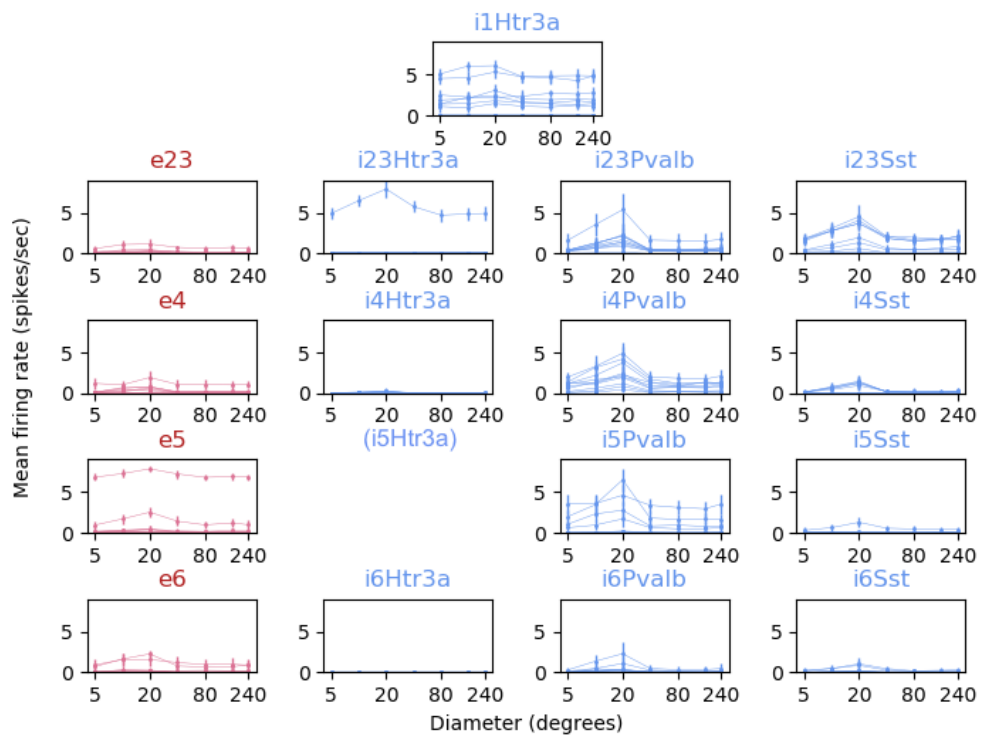 i1Htr3a
5
0
5 20 80 240
e23 i23Htr3a i23Pvalb i23Sst
5 5 5 5
0 0 0 0
5 20 80 240 5 20 80 240 5 20 80 240 5 20 80 240
e4 i4Htr3a i4Pvalb i4Sst
5 5 5 5
0 0 0 0
5 20 80 240 5 20 80 240 5 20 80 240 5 20 80 240
e5 (i5Htr3a) i5Pvalb i5Sst
5 5 5
0 0 0
5 20 80 240 5 20 80 240 5 20 80 240
e6 i6Htr3a i6Pvalb i6Sst
5 5 5 5
0 0 0 0
5 20 80 240 5 20 80 240 5 20 80 240 5 20 80 240
Diameter (degrees)
Mean firing rate (spikes/sec)